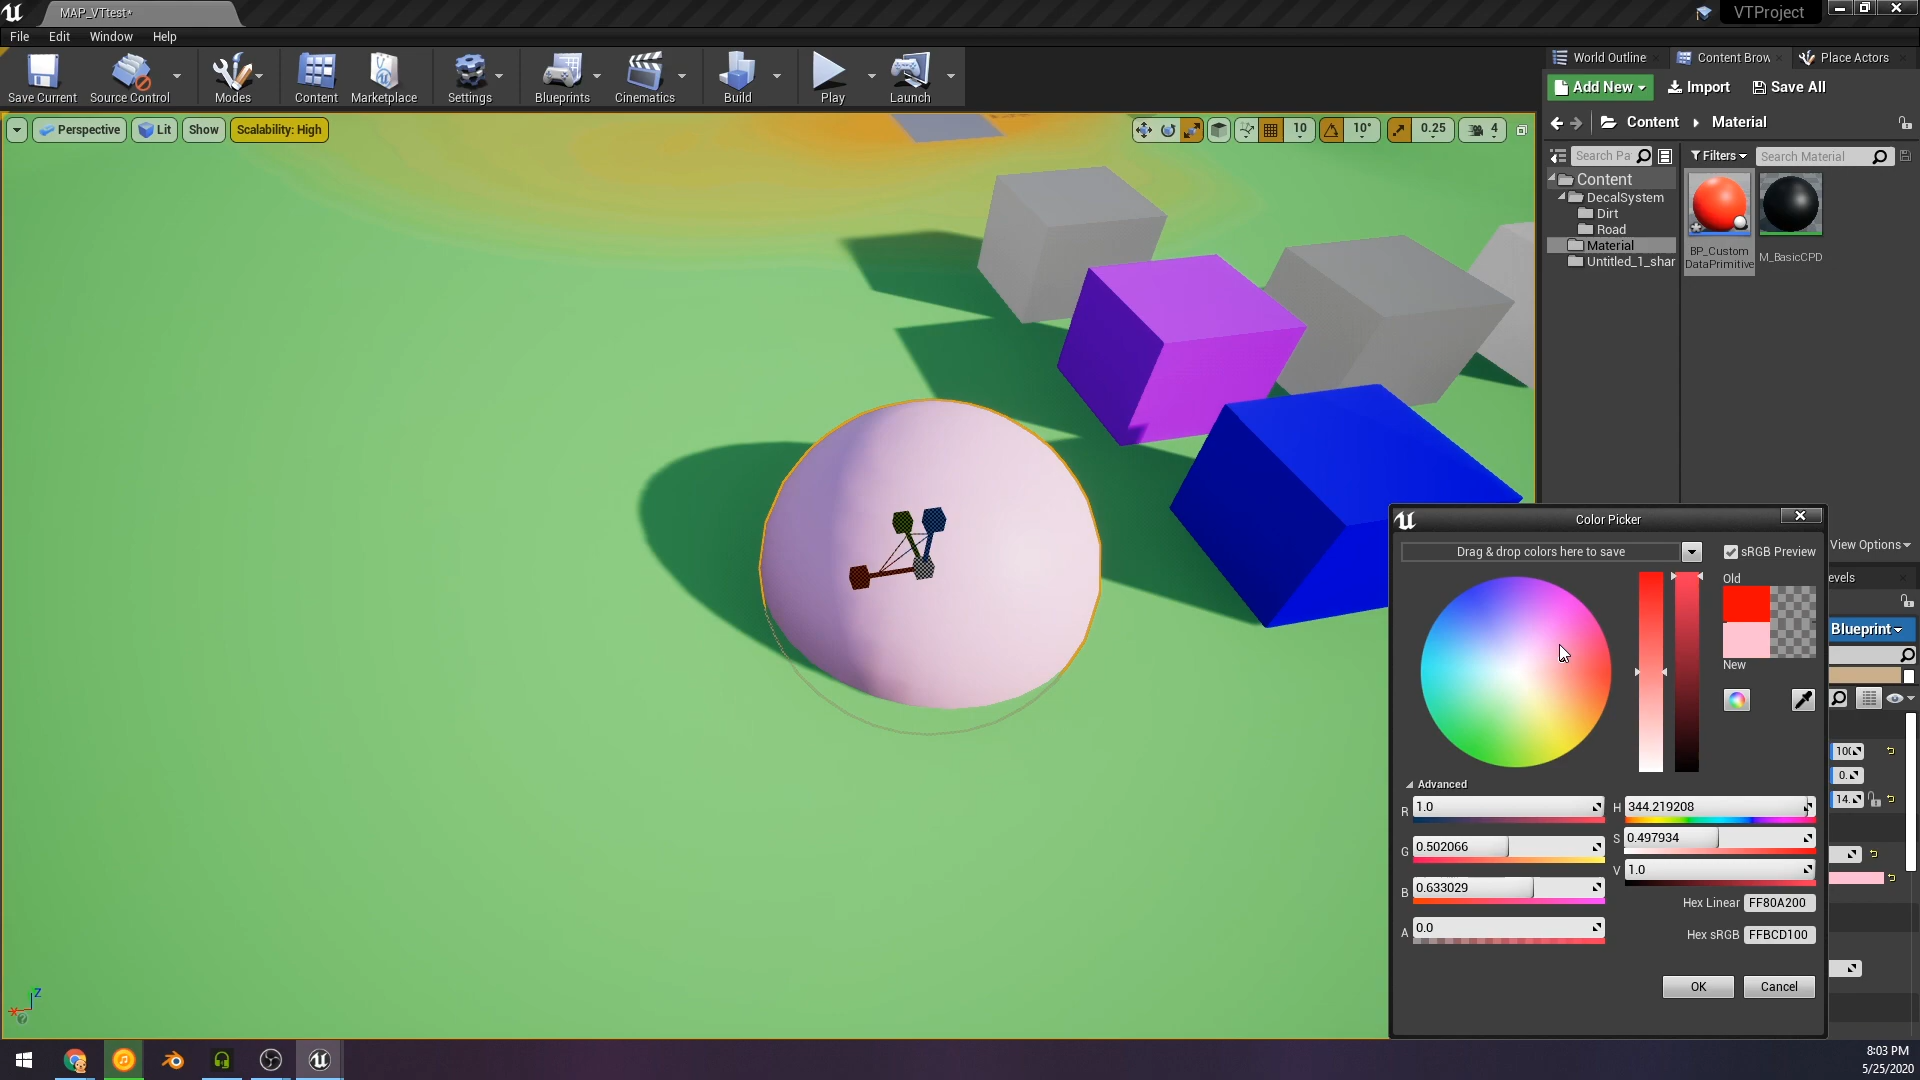 MAP_VTtest*
VTProject
File Edit Window Help
Save Current
Source Control
Modes
Content
Marketplace
Settings
Blueprints
Cinematics
Build
Play
Launch
World Outline
Content Brow
Place Actors
Add New
Import
Save All
Content
Material
Perspective
Lit
Show
Scalability: High
10
10°
0.25
4
Search Pa
Filters
Search Material
Content
DecalSystem
Dirt
Road
Material
Untitled_1_shar
BP_Custom
DataPrimitive
M_BasicCPD
View Options
evels
Blueprint
Color Picker
Drag & drop colors here to save
sRGB Preview
Old
New
Advanced
R 1.0
G 0.502066
B 0.633029
A 0.0
H 344.219208
S 0.497934
V 1.0
Hex Linear FF80A200
Hex sRGB FFBCD100
OK
Cancel
0.
14.
Z
8:03 PM
5/25/2020